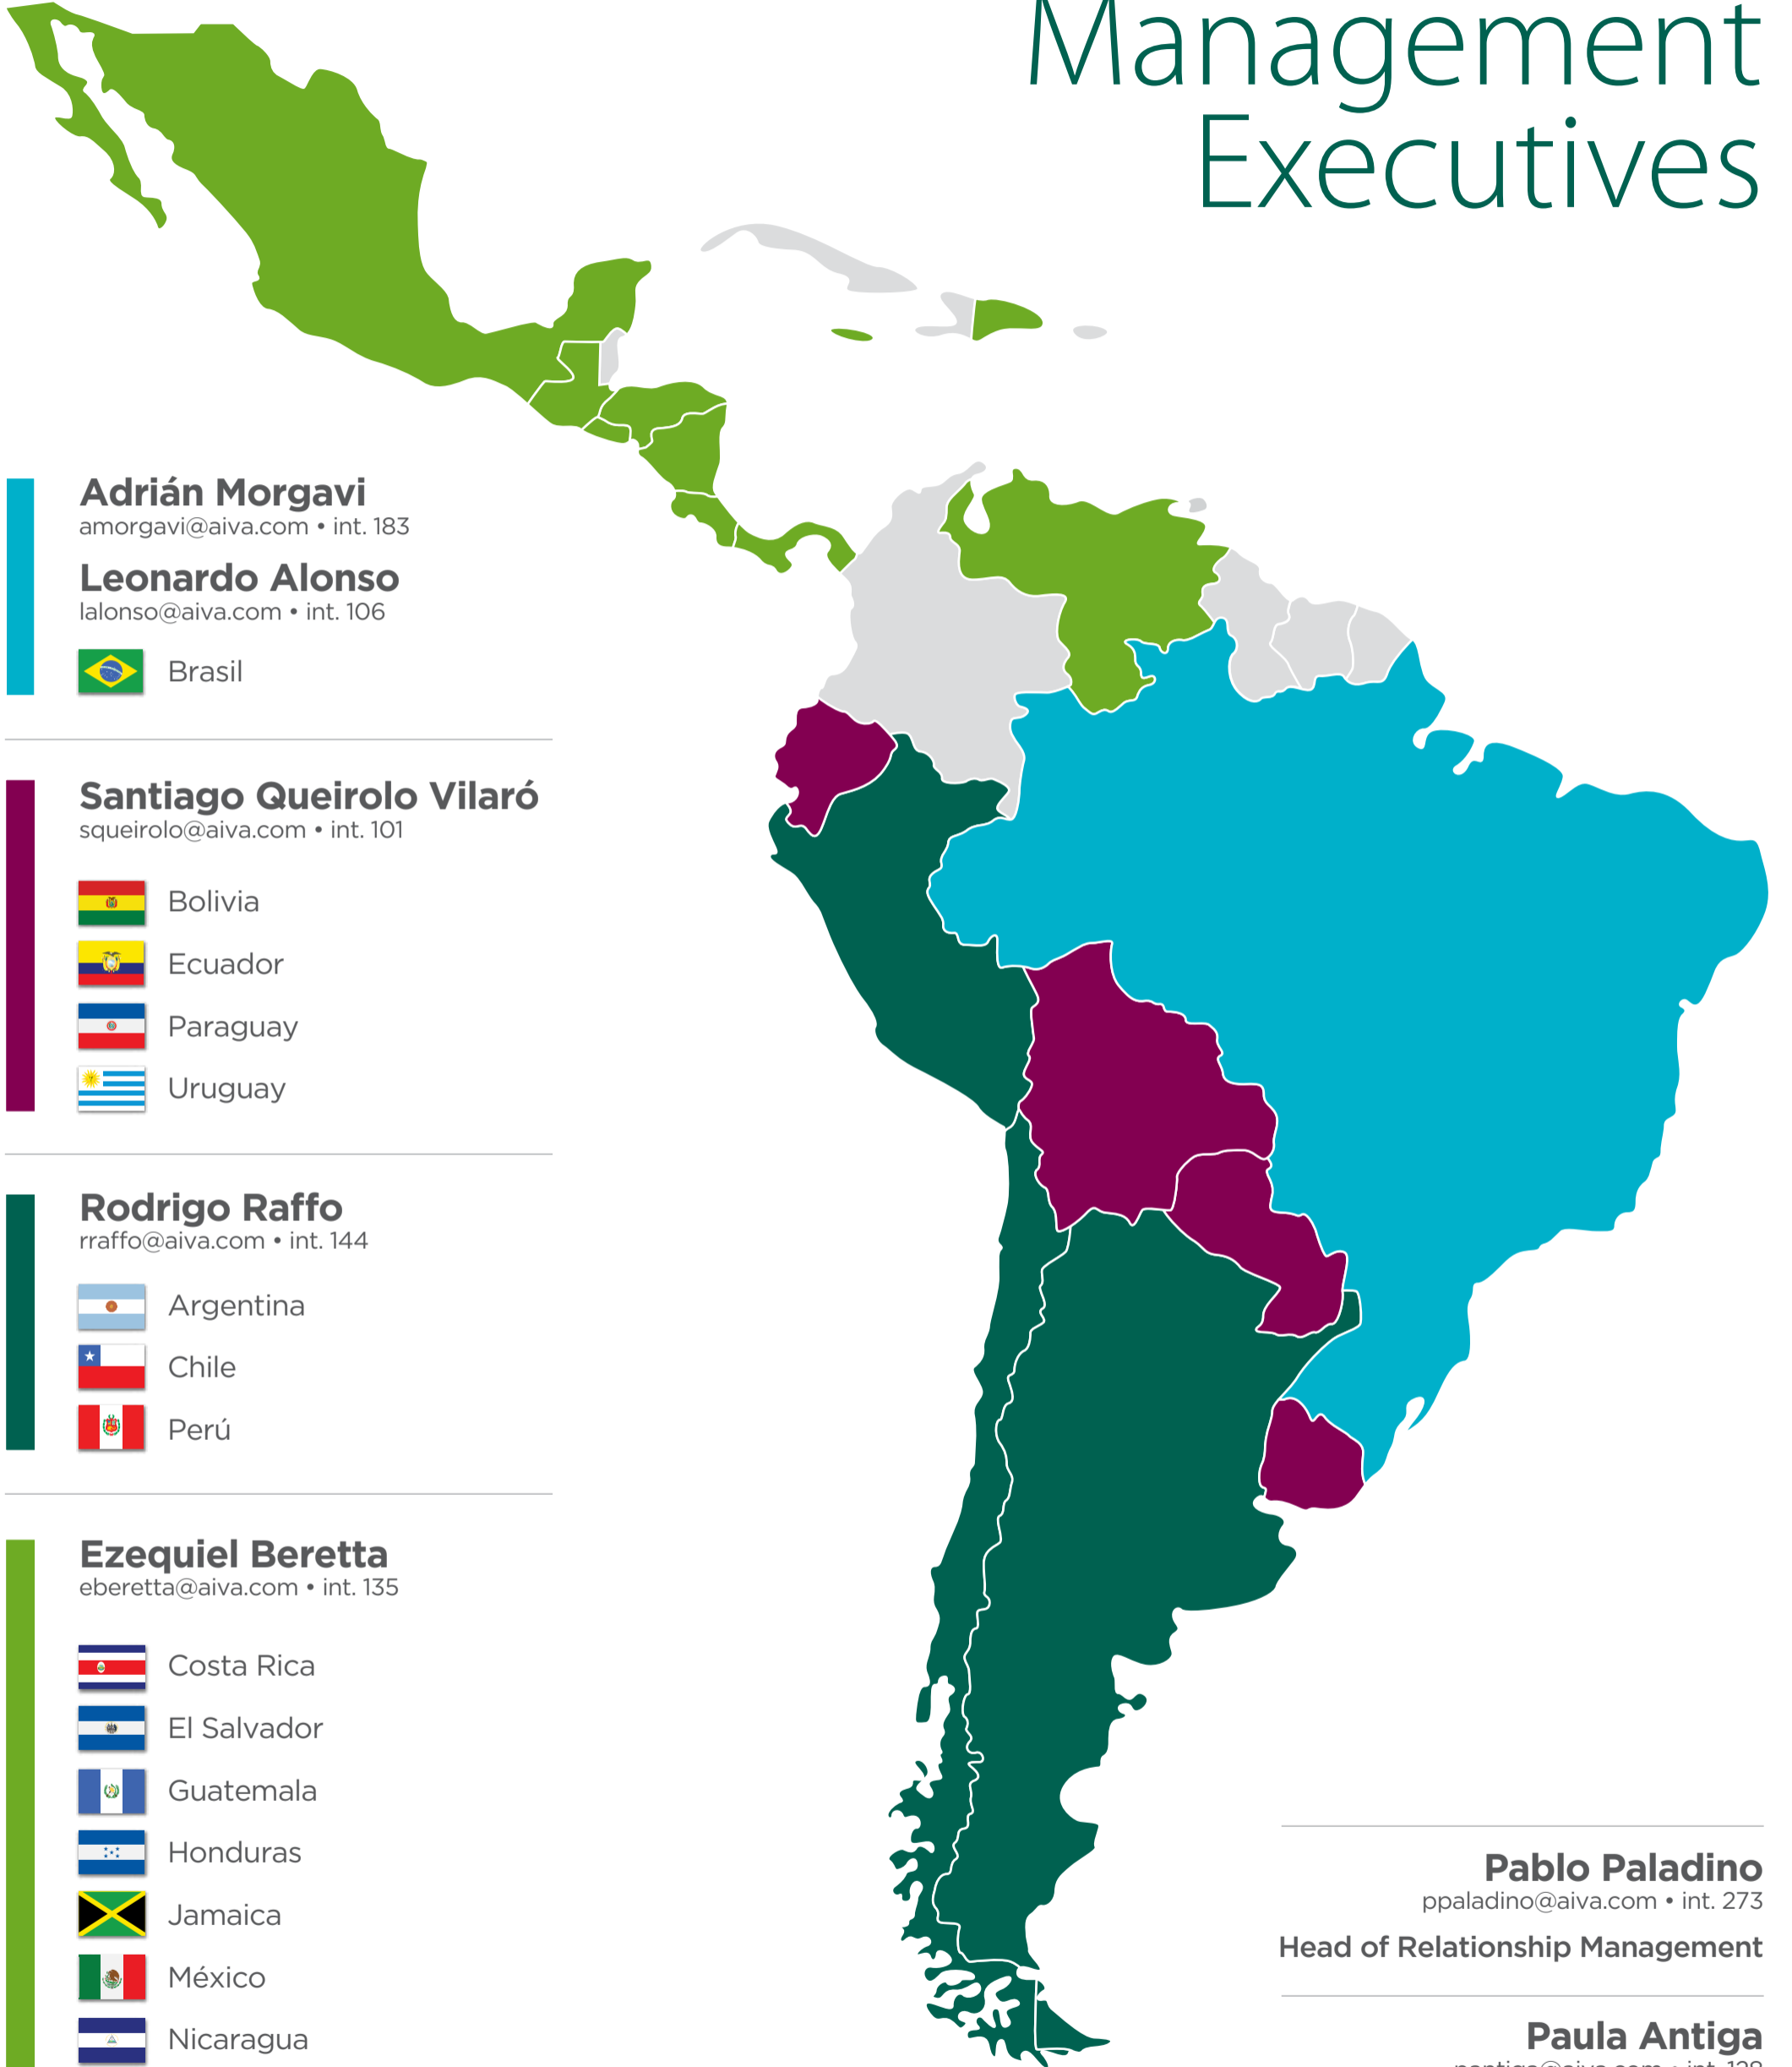 Management
Executives
Adrián Morgavi
amorgavi@aiva.com • int. 183
Leonardo Alonso
lalonso@aiva.com • int. 106
Brasil
Santiago Queirolo Vilaró
squeirolo@aiva.com • int. 101
Bolivia
Ecuador
Paraguay
Uruguay
Rodrigo Raffo
rraffo@aiva.com • int. 144
Argentina
Chile
Perú
Ezequiel Beretta
eberetta@aiva.com • int. 135
Costa Rica
El Salvador
Guatemala
Honduras
Jamaica
México
Nicaragua
Pablo Paladino
ppaladino@aiva.com • int. 273
Head of Relationship Management
Paula Antiga